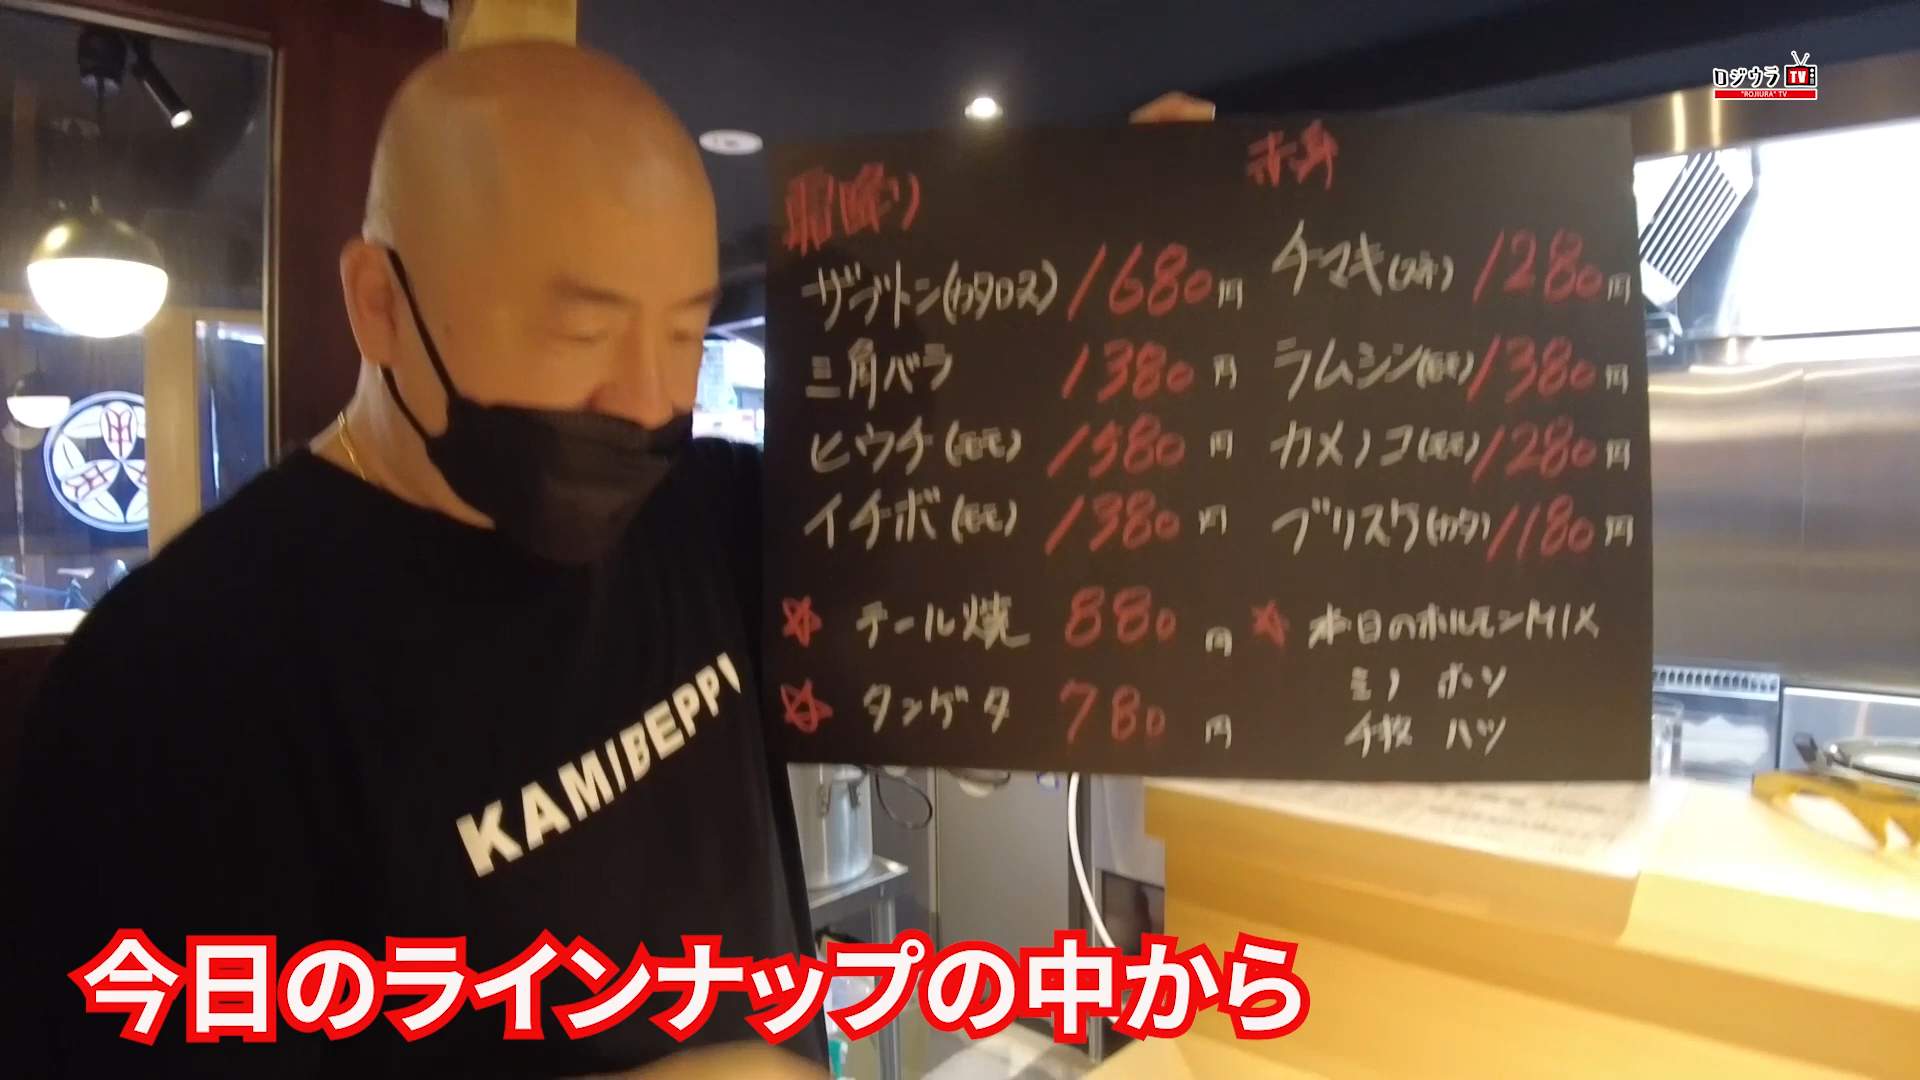 ロジウラ TV
"ROJIURA" TV
霜降り
ザブトン(カタロス) 1680円
三角バラ 1380円
ヒウチ(モモ) 1580円
イチボ(モモ) 1380円
☆ テール焼 880円
☆ タンゲタ 780円
赤身
チマキ(スネ) 1280円
ラムシン(モモ) 1380円
カメノコ(モモ) 1280円
ブリスケ(カタ) 1180円
☆ 本日のホルモンMIX
ミノ ホソ
千枚 ハツ
KAMIBEPPU
今日のラインナップの中から